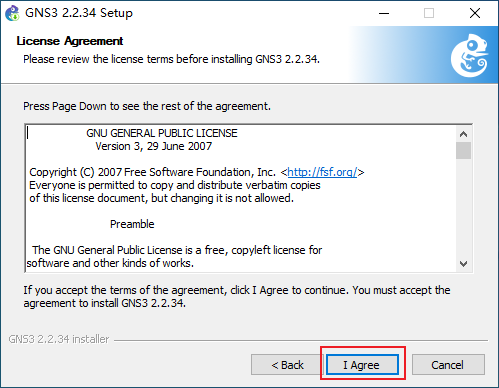 GNS3 2.2.34 Setup
License Agreement
Please review the license terms before installing GNS3 2.2.34.
Press Page Down to see the rest of the agreement.
GNU GENERAL PUBLIC LICENSE
Version 3, 29 June 2007
Copyright (C) 2007 Free Software Foundation, Inc. <http://fsf.org/>
Everyone is permitted to copy and distribute verbatim copies
of this license document, but changing it is not allowed.
Preamble
The GNU General Public License is a free, copyleft license for
software and other kinds of works.
If you accept the terms of the agreement, click I Agree to continue. You must accept the
agreement to install GNS3 2.2.34.
GNS3 2.2.34 installer
< Back
I Agree
Cancel